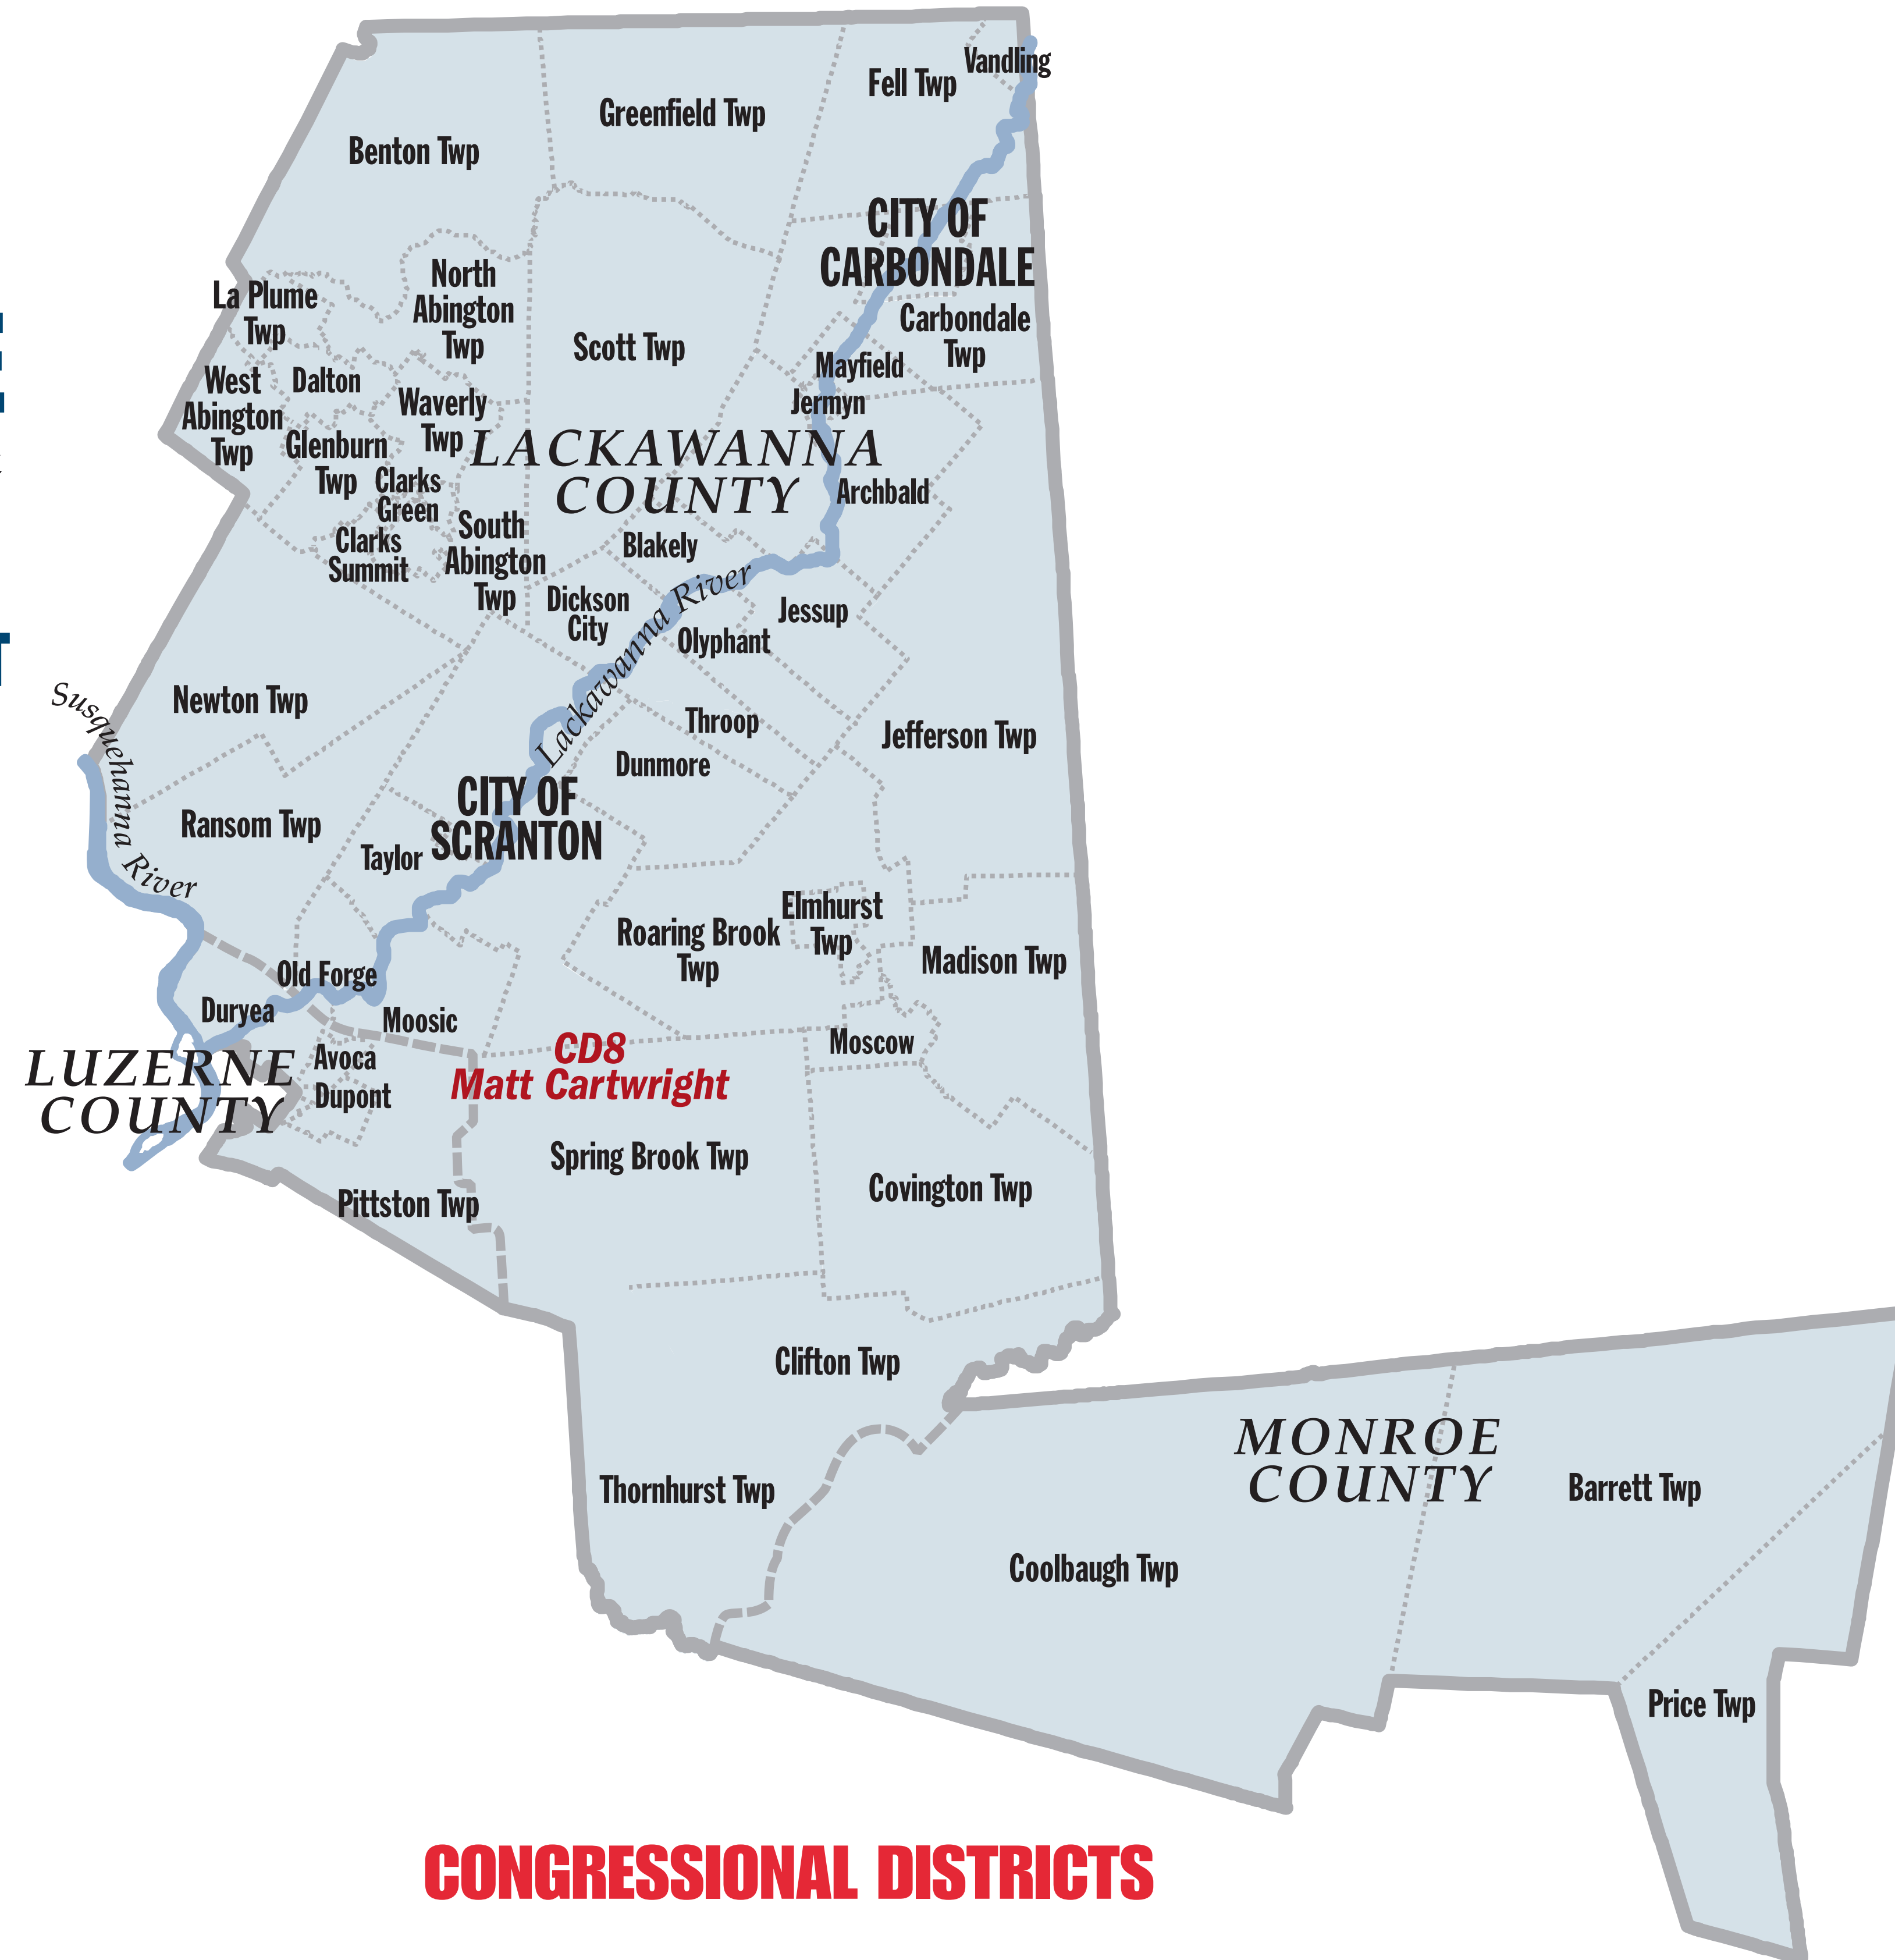 Vandling
Fell Twp
Greenfield Twp
Benton Twp
CITY OF
CARBONDALE
North
Abington
Twp
La Plume
Twp
Carbondale
Twp
Scott Twp
Mayfield
West
Abington
Twp
Dalton
Waverly
Twp
Jermyn
Glenburn
Twp
LACKAWANNA
COUNTY
Clarks
Green
Archbald
South
Abington
Twp
Clarks
Summit
Blakely
Dickson
City
Lackawanna River
Jessup
Olyphant
Newton Twp
Susquehanna River
Throop
Jefferson Twp
Dunmore
CITY OF
SCRANTON
Ransom Twp
Taylor
Elmhurst
Twp
Roaring Brook
Twp
Madison Twp
Old Forge
Duryea
Moosic
Moscow
LUZERNE
COUNTY
Avoca
Dupont
CD8
Matt Cartwright
Spring Brook Twp
Covington Twp
Pittston Twp
Clifton Twp
MONROE
COUNTY
Thornhurst Twp
Barrett Twp
Coolbaugh Twp
Price Twp
CONGRESSIONAL DISTRICTS